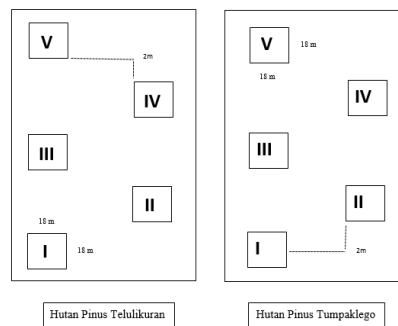 V
2m
IV
III
II
18 m
I
18 m
Hutan Pinus Telulikuran
V
18 m
18 m
IV
III
II
I
2m
Hutan Pinus Tumpaklego